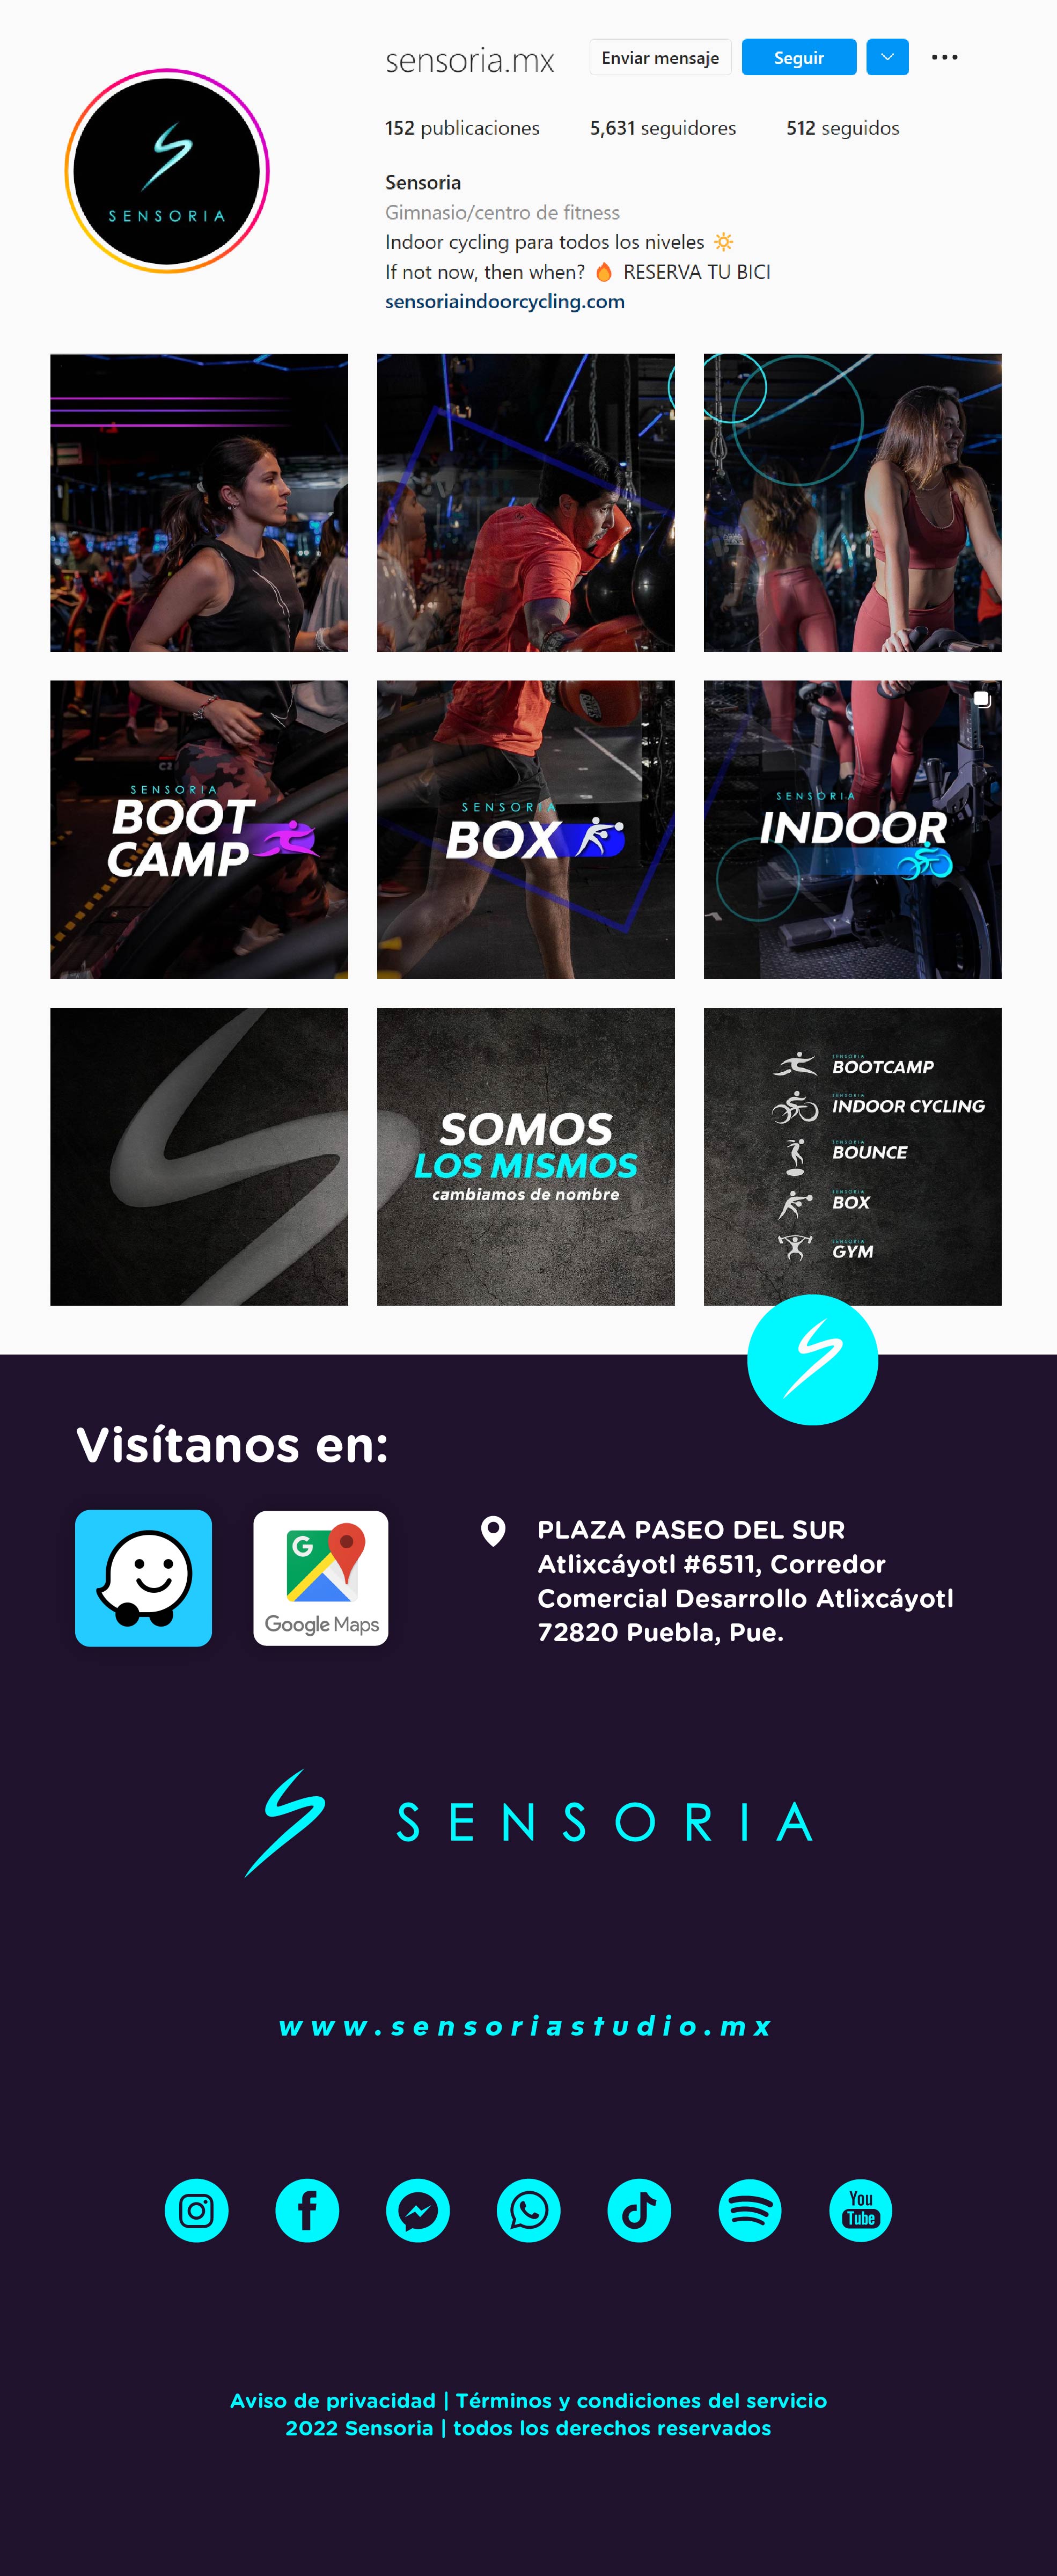 sensoria.mx
Enviar mensaje
Seguir
152 publicaciones
5,631 seguidores
512 seguidos
Sensoria
Gimnasio/centro de fitness
Indoor cycling para todos los niveles
If not now, then when? RESERVA TU BICI
sensoriaindoorcycling.com
SENSORIA
SENSORIA
BOOT
CAMP
SENSORIA
BOX
SENSORIA
INDOOR
SOMOS
LOS MISMOS
cambiamos de nombre
SENSORIA
BOOTCAMP
SENSORIA
INDOOR CYCLING
SENSORIA
BOUNCE
SENSORIA
BOX
SENSORIA
GYM
Visítanos en:
G
Google Maps
PLAZA PASEO DEL SUR
Atlixcáyotl #6511, Corredor
Comercial Desarrollo Atlixcáyotl
72820 Puebla, Pue.
SENSORIA
www.sensoriastudio.mx
You
Tube
Aviso de privacidad | Términos y condiciones del servicio
2022 Sensoria | todos los derechos reservados